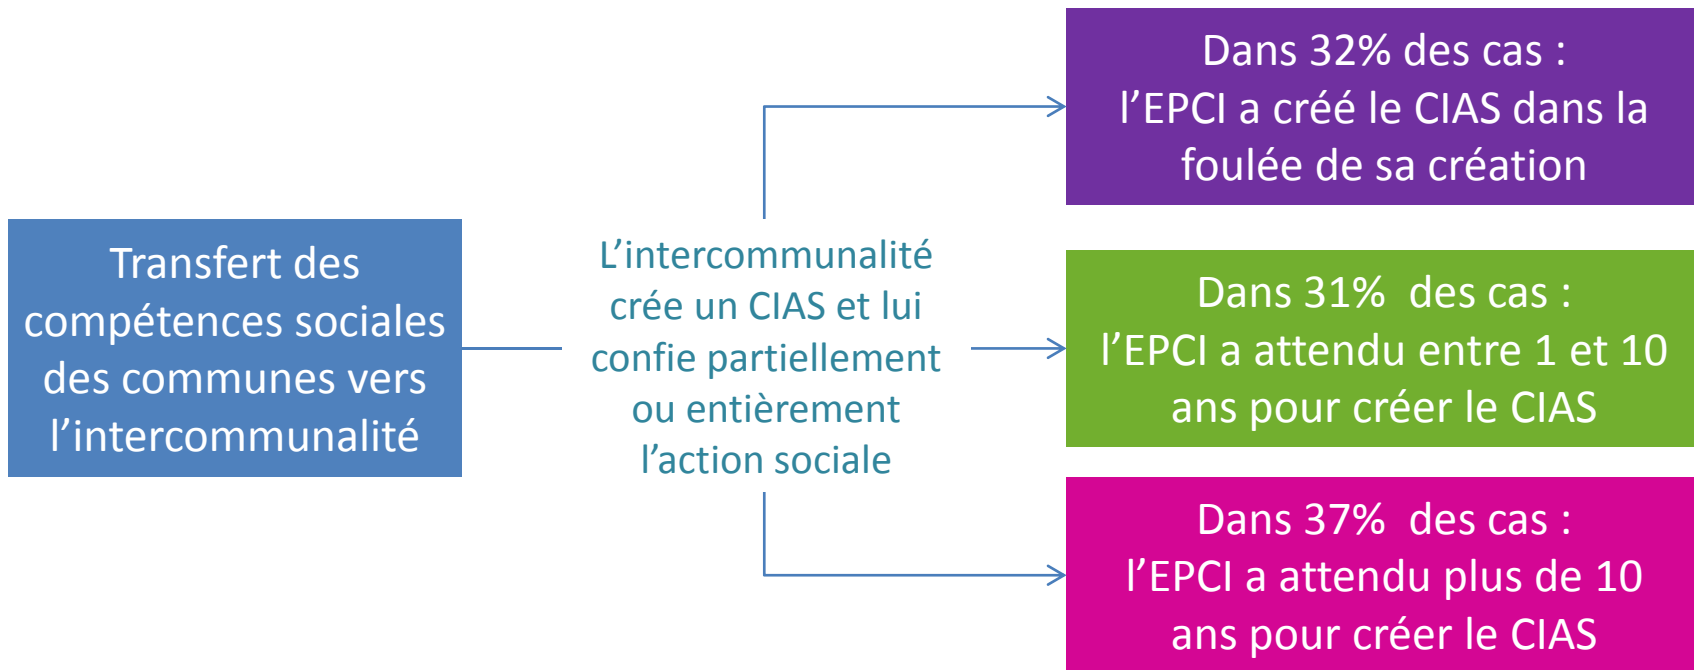 Transfert des
compétences sociales
des communes vers
l’intercommunalité
L’intercommunalité
crée un CIAS et lui
confie partiellement
ou entièrement
l’action sociale
Dans 32% des cas :
l’EPCI a créé le CIAS dans la
foulée de sa création
Dans 31% des cas :
l’EPCI a attendu entre 1 et 10
ans pour créer le CIAS
Dans 37% des cas :
l’EPCI a attendu plus de 10
ans pour créer le CIAS